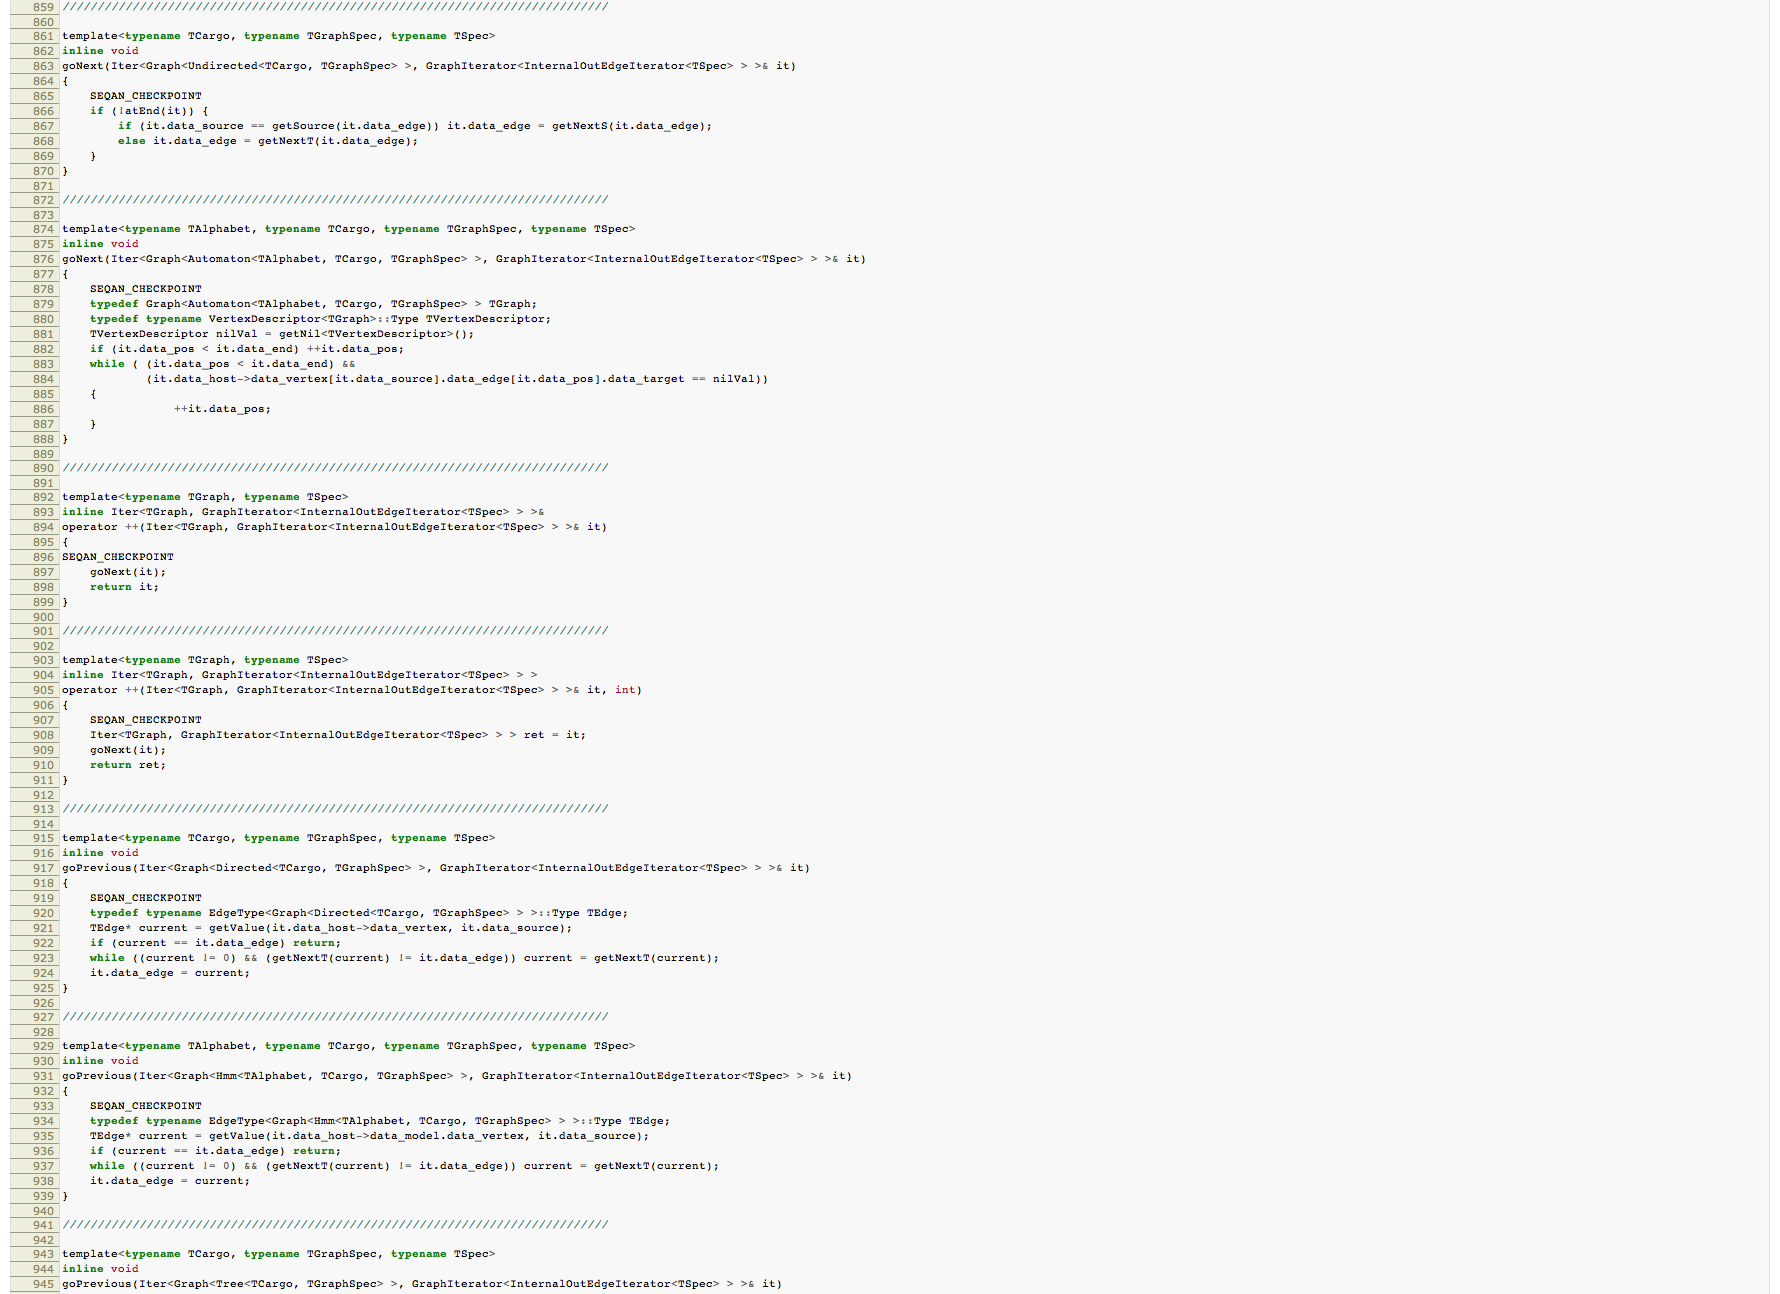 859 //////////////////////////////////////////////////////////////////////////////
860
861 template<typename TCargo, typename TGraphSpec, typename TSpec>
862 inline void
863 goNext(Iter<Graph<Undirected<TCargo, TGraphSpec> >, GraphIterator<InternalOutEdgeIterator<TSpec> > >& it)
864 {
865     SEQAN_CHECKPOINT
866     if (!atEnd(it)) {
867         if (it.data_source == getSource(it.data_edge)) it.data_edge = getNextS(it.data_edge);
868         else it.data_edge = getNextT(it.data_edge);
869     }
870 }
871
872 //////////////////////////////////////////////////////////////////////////////
873
874 template<typename TAlphabet, typename TCargo, typename TGraphSpec, typename TSpec>
875 inline void
876 goNext(Iter<Graph<Automaton<TAlphabet, TCargo, TGraphSpec> >, GraphIterator<InternalOutEdgeIterator<TSpec> > >& it)
877 {
878     SEQAN_CHECKPOINT
879     typedef Graph<Automaton<TAlphabet, TCargo, TGraphSpec> > TGraph;
880     typedef typename VertexDescriptor<TGraph>::Type TVertexDescriptor;
881     TVertexDescriptor nilVal = getNil<TVertexDescriptor>();
882     if (it.data_pos < it.data_end) ++it.data_pos;
883     while ( (it.data_pos < it.data_end) &&
884             (it.data_host->data_vertex[it.data_source].data_edge[it.data_pos].data_target == nilVal))
885     {
886                 ++it.data_pos;
887     }
888 }
889
890 //////////////////////////////////////////////////////////////////////////////
891
892 template<typename TGraph, typename TSpec>
893 inline Iter<TGraph, GraphIterator<InternalOutEdgeIterator<TSpec> > >&
894 operator ++(Iter<TGraph, GraphIterator<InternalOutEdgeIterator<TSpec> > >& it)
895 {
896 SEQAN_CHECKPOINT
897     goNext(it);
898     return it;
899 }
900
901 //////////////////////////////////////////////////////////////////////////////
902
903 template<typename TGraph, typename TSpec>
904 inline Iter<TGraph, GraphIterator<InternalOutEdgeIterator<TSpec> > >
905 operator ++(Iter<TGraph, GraphIterator<InternalOutEdgeIterator<TSpec> > >& it, int)
906 {
907     SEQAN_CHECKPOINT
908     Iter<TGraph, GraphIterator<InternalOutEdgeIterator<TSpec> > > ret = it;
909     goNext(it);
910     return ret;
911 }
912
913 //////////////////////////////////////////////////////////////////////////////
914
915 template<typename TCargo, typename TGraphSpec, typename TSpec>
916 inline void
917 goPrevious(Iter<Graph<Directed<TCargo, TGraphSpec> >, GraphIterator<InternalOutEdgeIterator<TSpec> > >& it)
918 {
919     SEQAN_CHECKPOINT
920     typedef typename EdgeType<Graph<Directed<TCargo, TGraphSpec> > >::Type TEdge;
921     TEdge* current = getValue(it.data_host->data_vertex, it.data_source);
922     if (current == it.data_edge) return;
923     while ((current != 0) && (getNextT(current) != it.data_edge)) current = getNextT(current);
924     it.data_edge = current;
925 }
926
927 //////////////////////////////////////////////////////////////////////////////
928
929 template<typename TAlphabet, typename TCargo, typename TGraphSpec, typename TSpec>
930 inline void
931 goPrevious(Iter<Graph<Hmm<TAlphabet, TCargo, TGraphSpec> >, GraphIterator<InternalOutEdgeIterator<TSpec> > >& it)
932 {
933     SEQAN_CHECKPOINT
934     typedef typename EdgeType<Graph<Hmm<TAlphabet, TCargo, TGraphSpec> > >::Type TEdge;
935     TEdge* current = getValue(it.data_host->data_model.data_vertex, it.data_source);
936     if (current == it.data_edge) return;
937     while ((current != 0) && (getNextT(current) != it.data_edge)) current = getNextT(current);
938     it.data_edge = current;
939 }
940
941 //////////////////////////////////////////////////////////////////////////////
942
943 template<typename TCargo, typename TGraphSpec, typename TSpec>
944 inline void
945 goPrevious(Iter<Graph<Tree<TCargo, TGraphSpec> >, GraphIterator<InternalOutEdgeIterator<TSpec> > >& it)